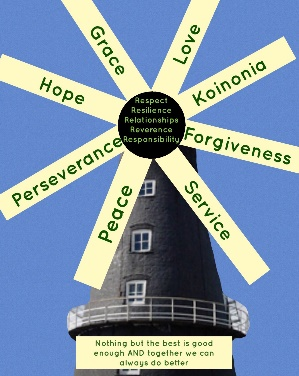 Grace
Love
Hope
Koinonia
Respect
Resilience
Relationships
Reverence
Responsibility
Perseverance
Forgiveness
Peace
Service
Nothing but the best is good
enough AND together we can
always do better